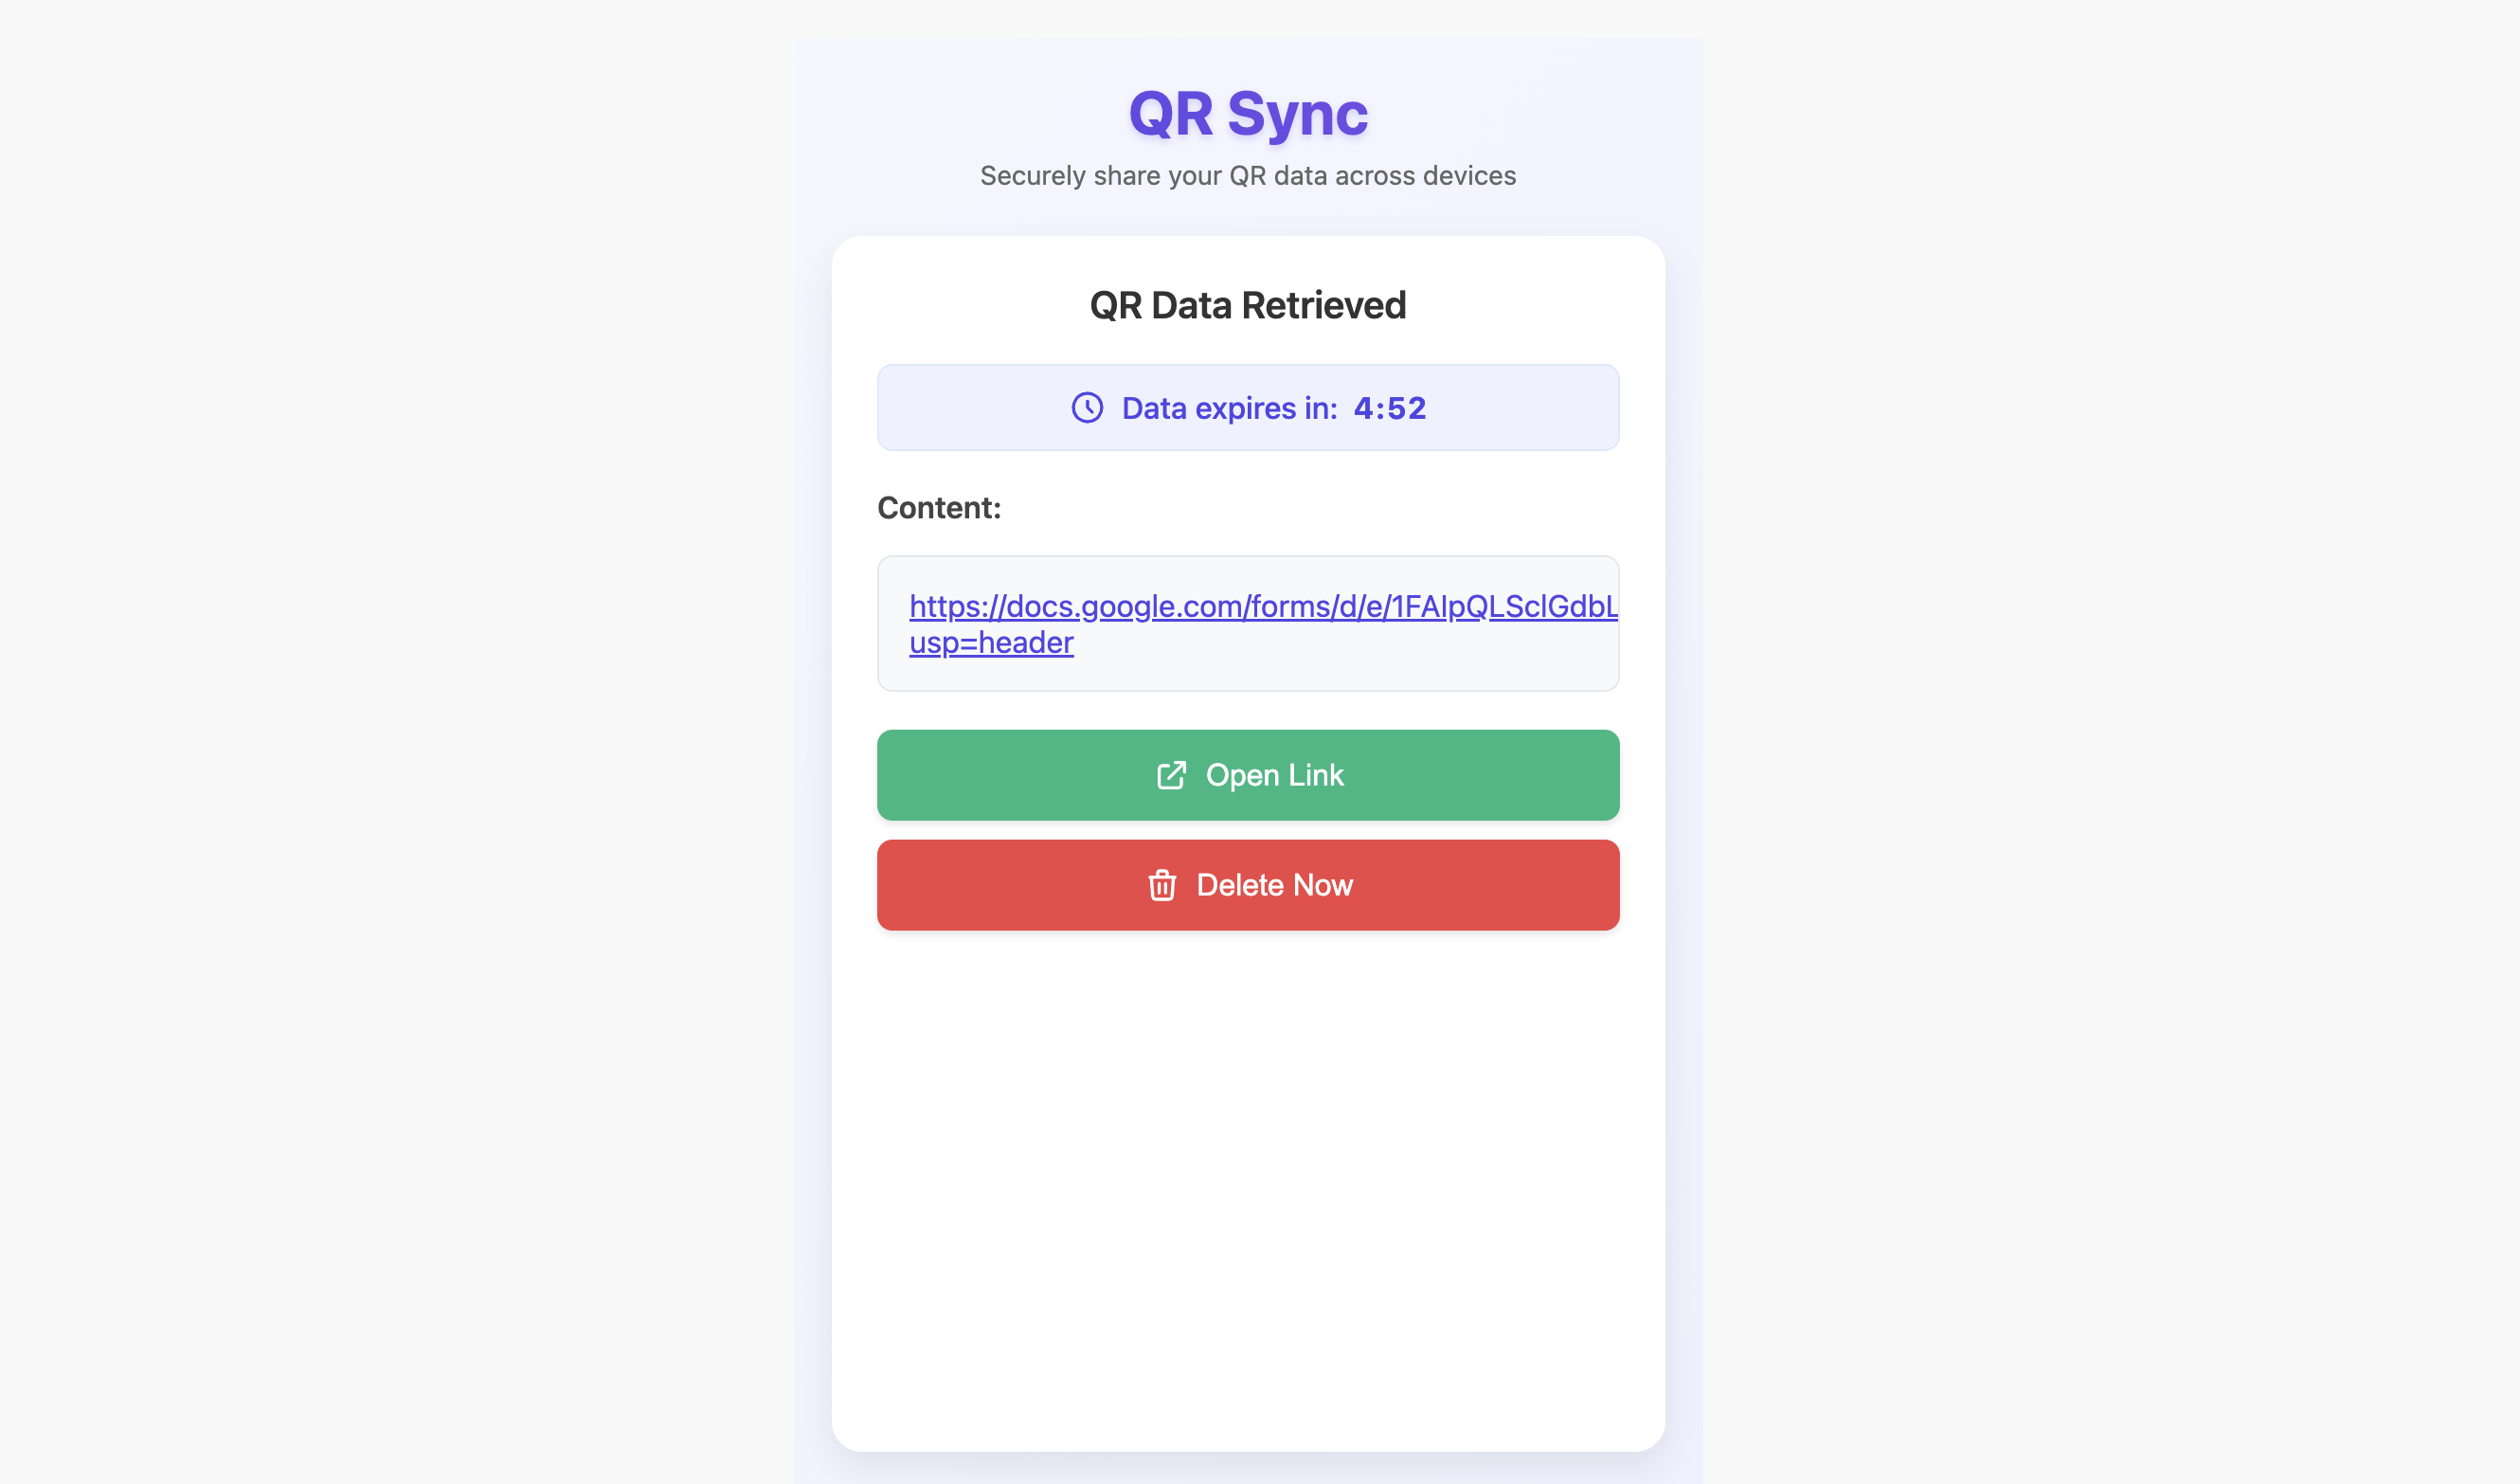 QR Sync
Securely share your QR data across devices
QR Data Retrieved
Data expires in: 4:52
Content:
https://docs.google.com/forms/d/e/1FAIpQLSclGdbL
usp=header
Open Link
Delete Now